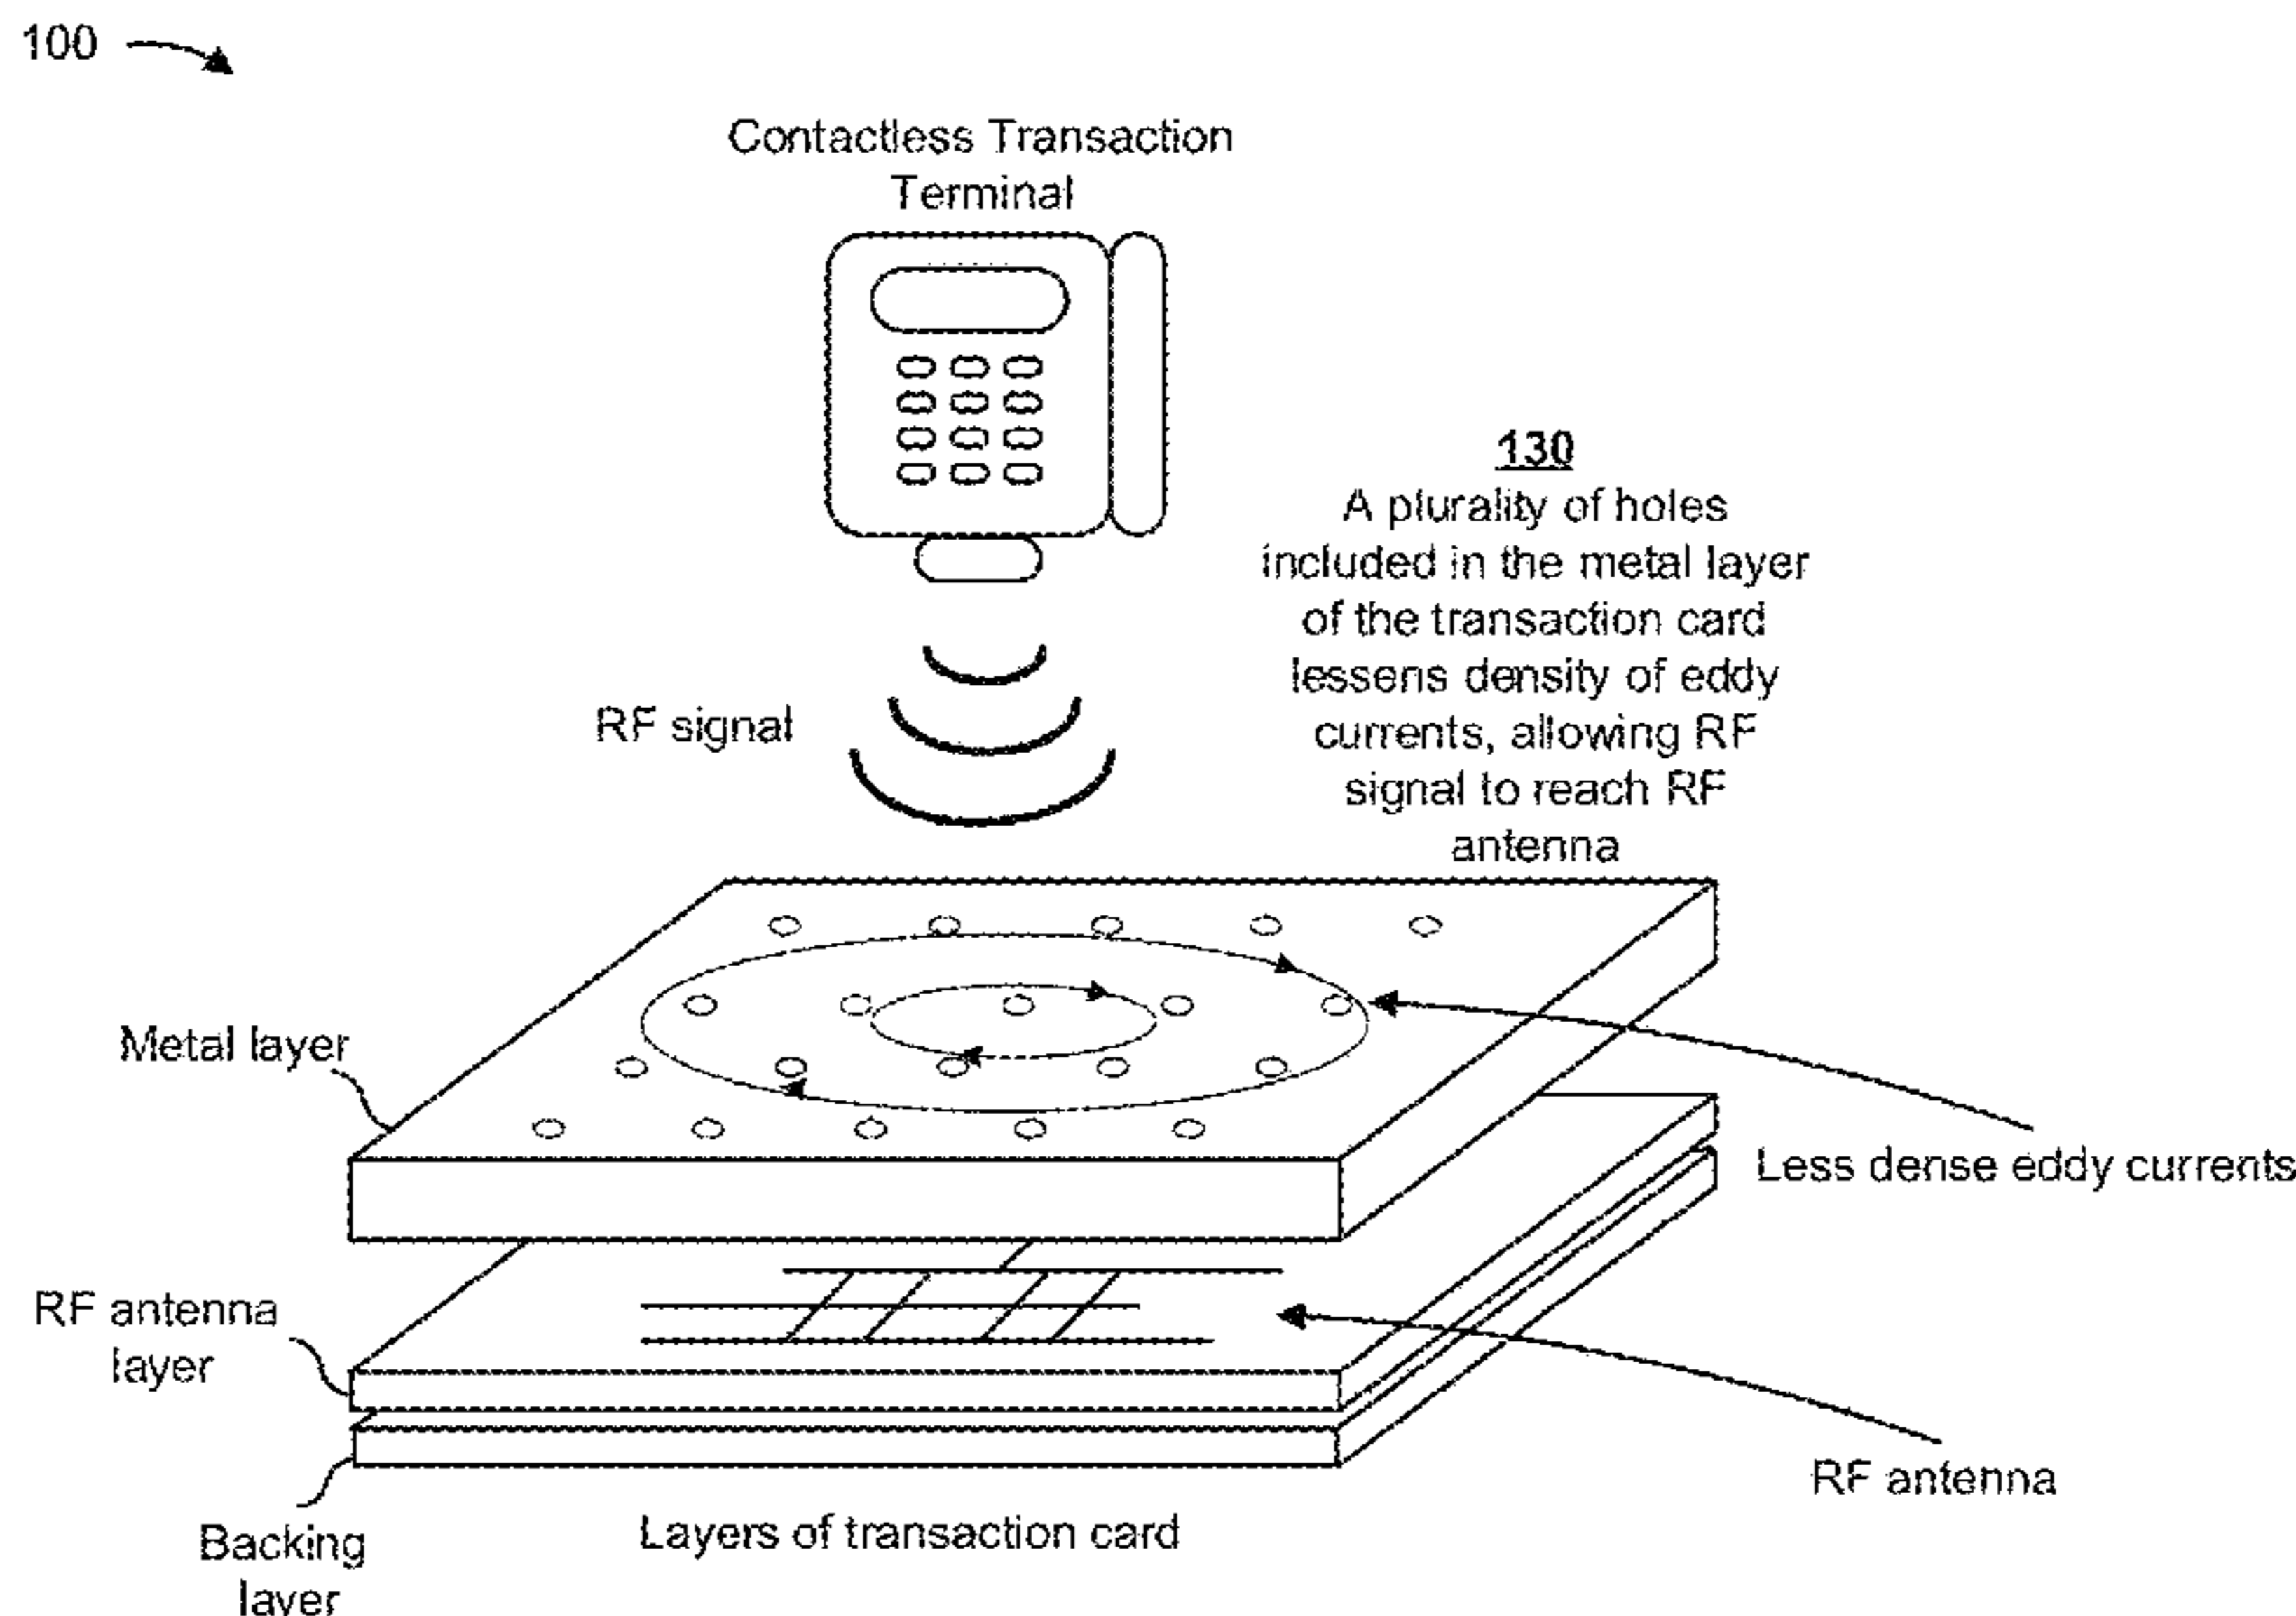 100
Contactless Transaction
Terminal
130
A plurality of holes
included in the metal layer
of the transaction card
lessens density of eddy
currents, allowing RF
signal to reach RF
antenna
RF signal
Metal layer
Less dense eddy currents
RF antenna
layer
RF antenna
Backing
layer
Layers of transaction card